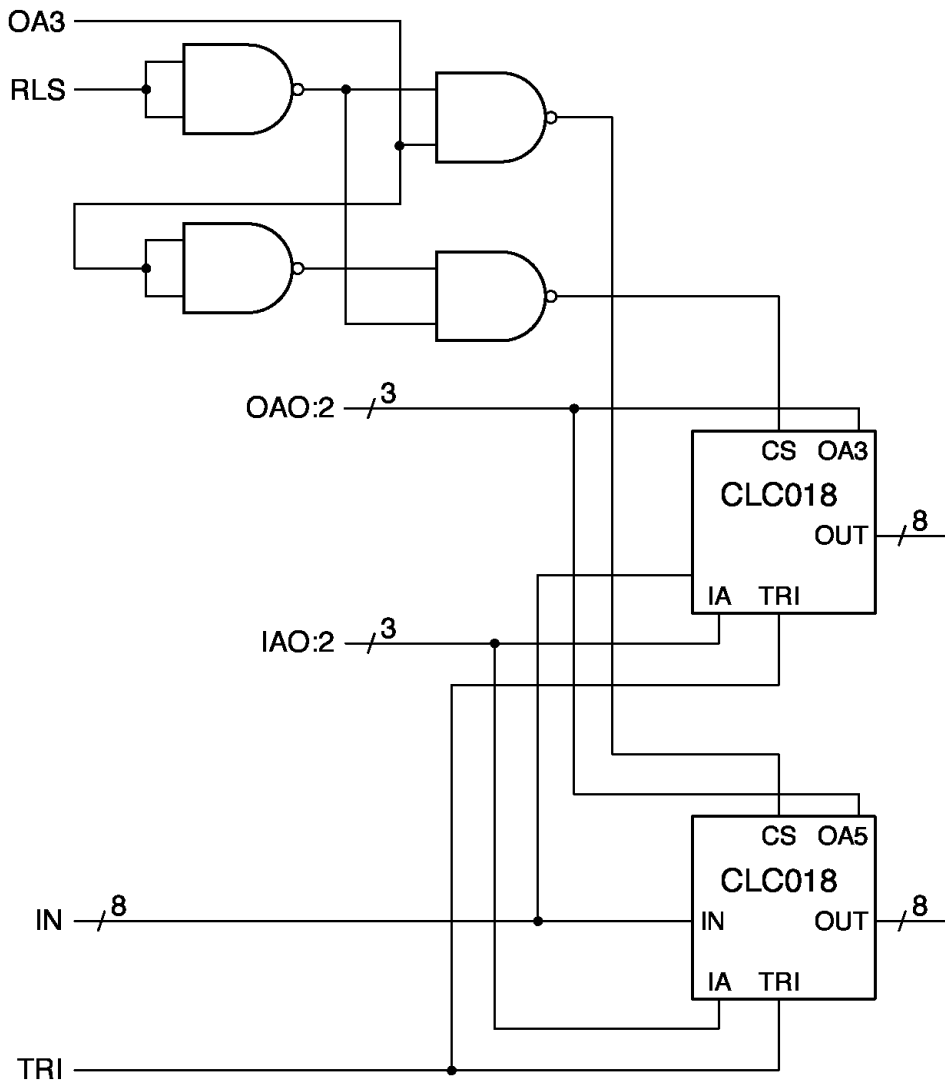 OA3
RLS
OAO:2
3
CS OA3
CLC018
OUT
8
IA TRI
IAO:2
3
CS OA5
CLC018
IN
8
IN
OUT
8
IA TRI
TRI